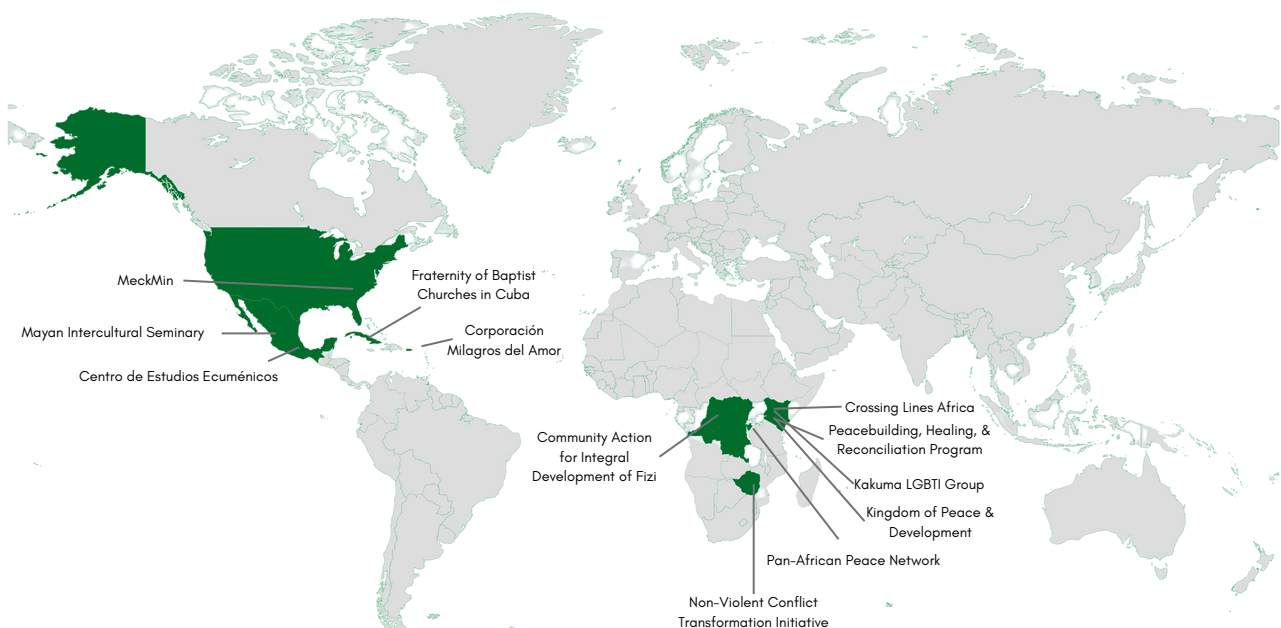 MeckMin
Fraternity of Baptist
Churches in Cuba
Mayan Intercultural Seminary
Corporación
Milagros del Amor
Centro de Estudios Ecuménicos
Crossing Lines Africa
Peacebuilding, Healing, &
Reconciliation Program
Community Action
for Integral
Development of Fizi
Kakuma LGBTI Group
Kingdom of Peace &
Development
Pan-African Peace Network
Non-Violent Conflict
Transformation Initiative